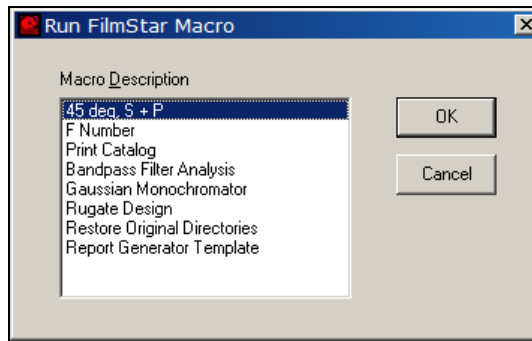 Run FilmStar Macro
Macro Description
45 deg, S + P
F Number
Print Catalog
Bandpass Filter Analysis
Gaussian Monochromator
Rugate Design
Restore Original Directories
Report Generator Template
OK
Cancel